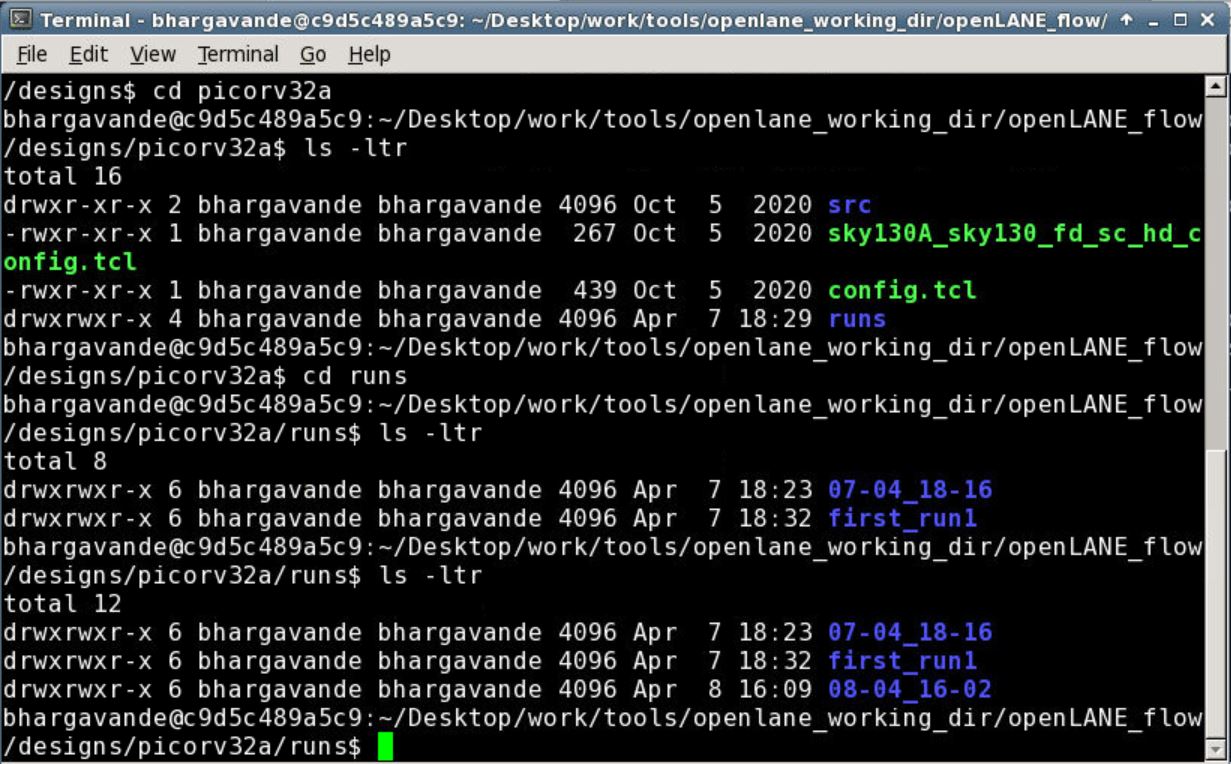 Terminal - bhargavande@c9d5c489a5c9: ~/Desktop/work/tools/openlane_working_dir/openLANE_flow/
File Edit View Terminal Go Help
/designs$ cd picorv32a
bhargavande@c9d5c489a5c9:~/Desktop/work/tools/openlane_working_dir/openLANE_flow
/designs/picorv32a$ ls -ltr
total 16
drwxr-xr-x 2 bhargavande bhargavande 4096 Oct  5  2020 src
-rwxr-xr-x 1 bhargavande bhargavande  267 Oct  5  2020 sky130A_sky130_fd_sc_hd_c
onfig.tcl
-rwxr-xr-x 1 bhargavande bhargavande  439 Oct  5  2020 config.tcl
drwxrwxr-x 4 bhargavande bhargavande 4096 Apr  7 18:29 runs
bhargavande@c9d5c489a5c9:~/Desktop/work/tools/openlane_working_dir/openLANE_flow
/designs/picorv32a$ cd runs
bhargavande@c9d5c489a5c9:~/Desktop/work/tools/openlane_working_dir/openLANE_flow
/designs/picorv32a/runs$ ls -ltr
total 8
drwxrwxr-x 6 bhargavande bhargavande 4096 Apr  7 18:23 07-04_18-16
drwxrwxr-x 6 bhargavande bhargavande 4096 Apr  7 18:32 first_run1
bhargavande@c9d5c489a5c9:~/Desktop/work/tools/openlane_working_dir/openLANE_flow
/designs/picorv32a/runs$ ls -ltr
total 12
drwxrwxr-x 6 bhargavande bhargavande 4096 Apr  7 18:23 07-04_18-16
drwxrwxr-x 6 bhargavande bhargavande 4096 Apr  7 18:32 first_run1
drwxrwxr-x 6 bhargavande bhargavande 4096 Apr  8 16:09 08-04_16-02
bhargavande@c9d5c489a5c9:~/Desktop/work/tools/openlane_working_dir/openLANE_flow
/designs/picorv32a/runs$